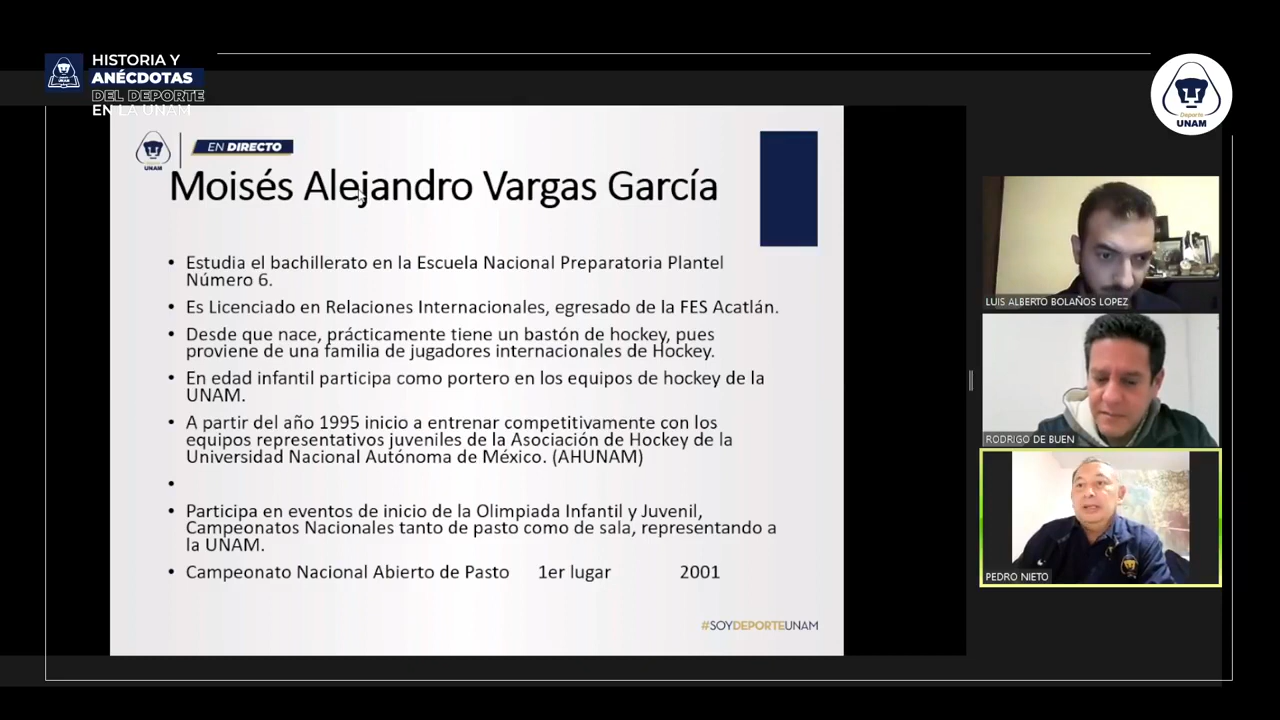 HISTORIA Y
ANÉCDOTAS
DEL DEPORTE
EN LA UNAM
Deporte
UNAM
UNAM
EN DIRECTO
Moisés Alejandro Vargas García
• Estudia el bachillerato en la Escuela Nacional Preparatoria Plantel
Número 6.
• Es Licenciado en Relaciones Internacionales, egresado de la FES Acatlán.
• Desde que nace, prácticamente tiene un bastón de hockey, pues
proviene de una familia de jugadores internacionales de Hockey.
• En edad infantil participa como portero en los equipos de hockey de la
UNAM.
• A partir del año 1995 inicio a entrenar competitivamente con los
equipos representativos juveniles de la Asociación de Hockey de la
Universidad Nacional Autónoma de México. (AHUNAM)
•
• Participa en eventos de inicio de la Olimpiada Infantil y Juvenil,
Campeonatos Nacionales tanto de pasto como de sala, representando a
la UNAM.
• Campeonato Nacional Abierto de Pasto 1er lugar 2001
#SOYDEPORTEUNAM
LUIS ALBERTO BOLAÑOS LOPEZ
RODRIGO DE BUEN
PEDRO NIETO